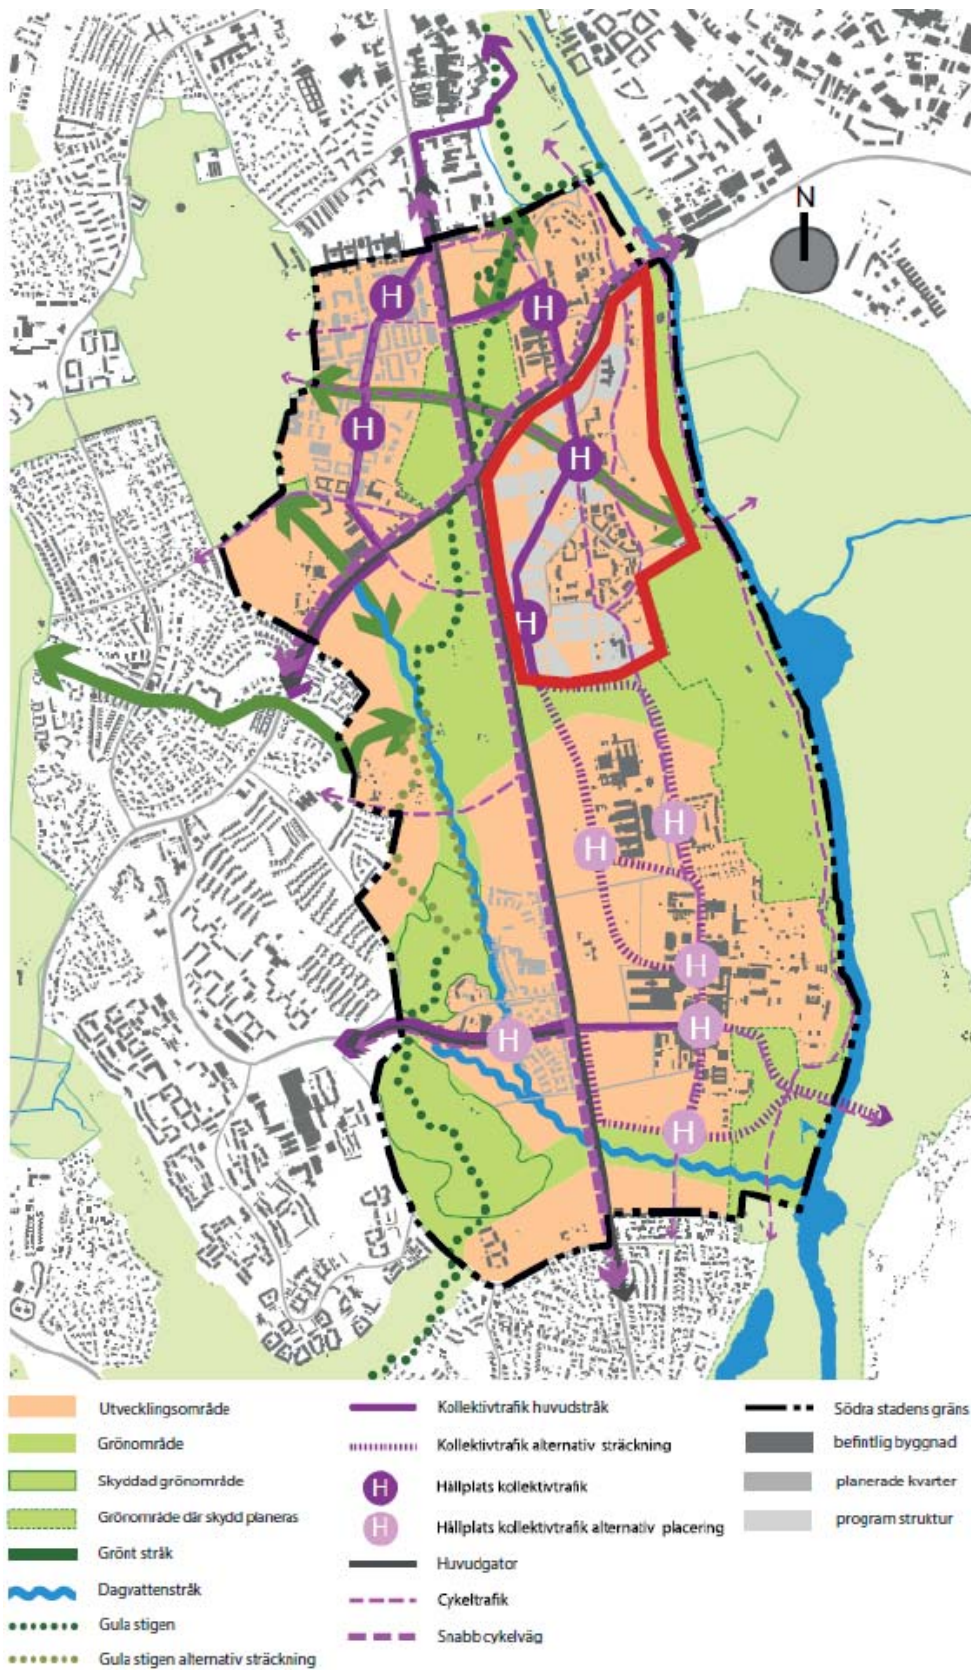 N
H
H
H
H
H
H
H
H
H
H
H
Utvecklingsområde
Grönområde
Skyddad grönområde
Grönområde där skydd planeras
Grönt stråk
Dagvattenstråk
Gula stigen
Gula stigen alternativ sträckning
Kollektivtrafik huvudstråk
Kollektivtrafik alternativ sträckning
H Hållplats kollektivtrafik
H Hållplats kollektivtrafik alternativ placering
Huvudgator
Cykeltrafik
Snabbcykelväg
Södra stadens gräns
befintlig byggnad
planerade kvarter
program struktur